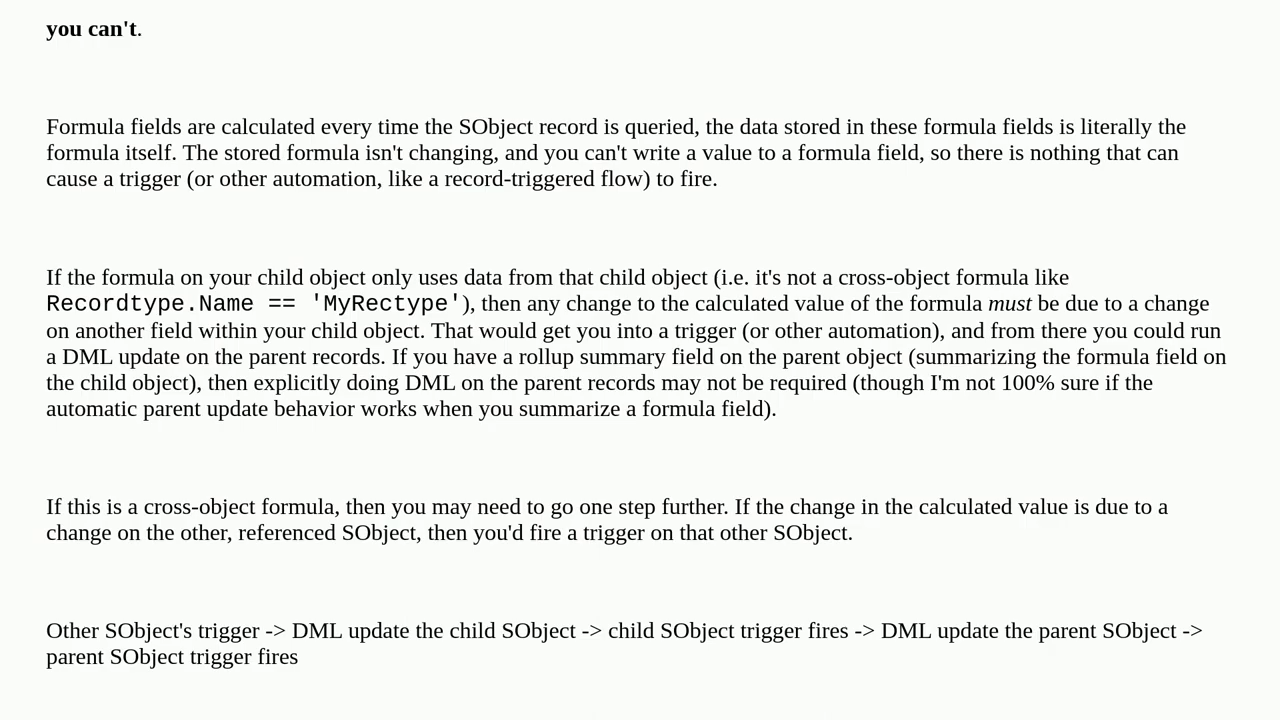 you can't.
Formula fields are calculated every time the SObject record is queried, the data stored in these formula fields is literally the
formula itself. The stored formula isn't changing, and you can't write a value to a formula field, so there is nothing that can
cause a trigger (or other automation, like a record-triggered flow) to fire.
If the formula on your child object only uses data from that child object (i.e. it's not a cross-object formula like
Recordtype.Name == 'MyRectype'), then any change to the calculated value of the formula must be due to a change
on another field within your child object. That would get you into a trigger (or other automation), and from there you could run
a DML update on the parent records. If you have a rollup summary field on the parent object (summarizing the formula field on
the child object), then explicitly doing DML on the parent records may not be required (though I'm not 100% sure if the
automatic parent update behavior works when you summarize a formula field).
If this is a cross-object formula, then you may need to go one step further. If the change in the calculated value is due to a
change on the other, referenced SObject, then you'd fire a trigger on that other SObject.
Other SObject's trigger -> DML update the child SObject -> child SObject trigger fires -> DML update the parent SObject ->
parent SObject trigger fires